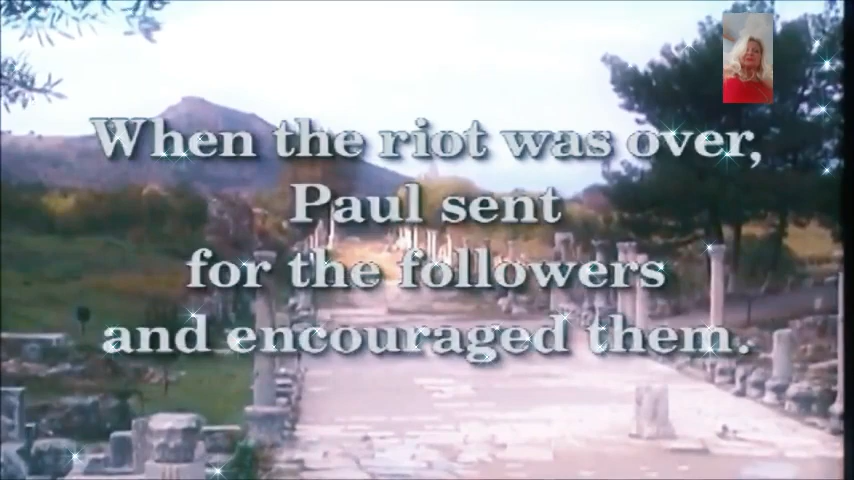 When the riot was over,
Paul sent
for the followers
and encouraged them.